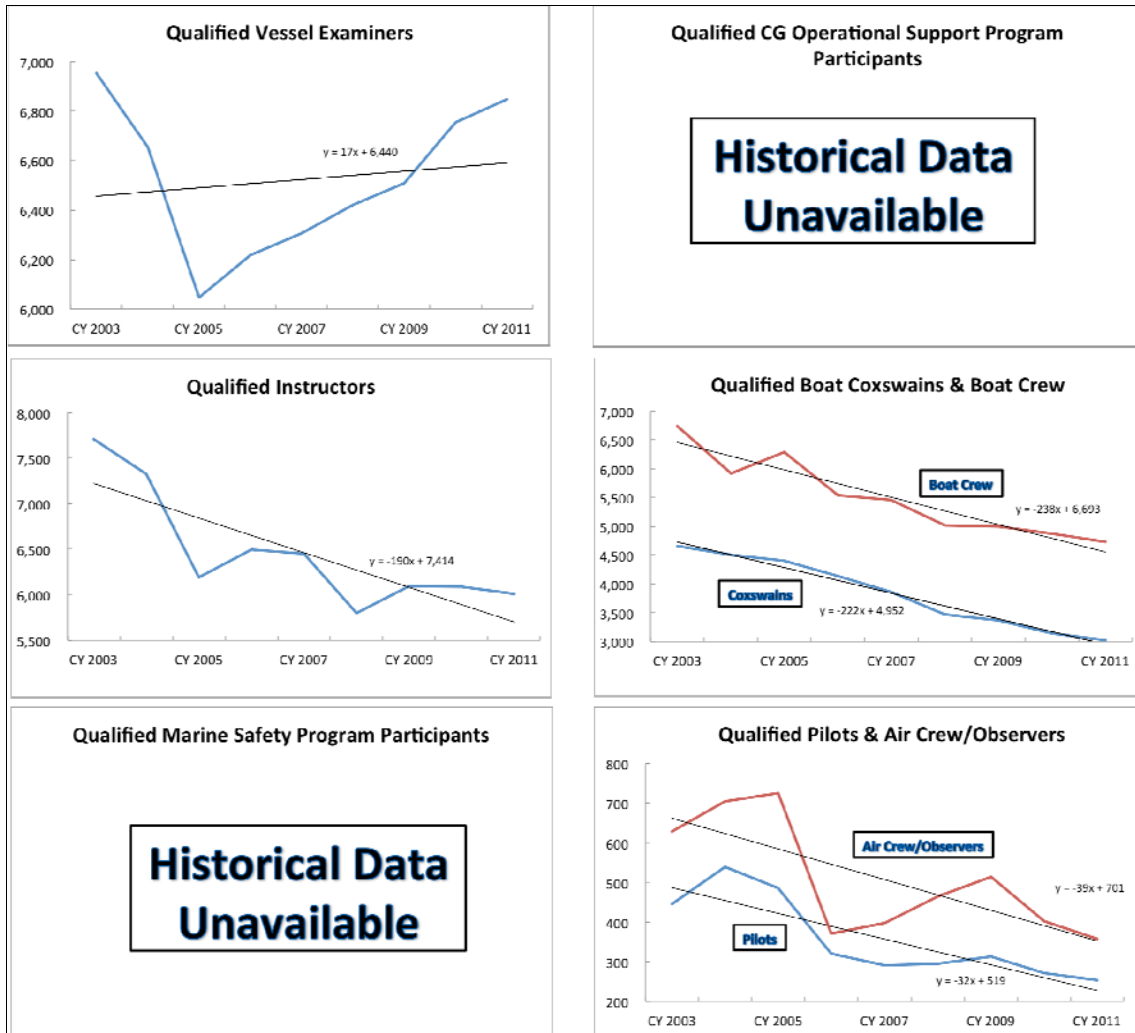 Qualified Vessel Examiners
7,000
6,800
6,600
6,400
6,200
6,000
y = 17x + 6,440
CY 2003
CY 2005
CY 2007
CY 2009
CY 2011
Qualified CG Operational Support Program
Participants
Historical Data
Unavailable
Qualified Instructors
8,000
7,500
7,000
6,500
6,000
5,500
y = -190x + 7,414
CY 2003
CY 2005
CY 2007
CY 2009
CY 2011
Qualified Boat Coxswains & Boat Crew
7,000
6,500
6,000
5,500
5,000
4,500
4,000
3,500
3,000
Boat Crew
y = -238x + 6,693
Coxswains
y = -222x + 4,952
CY 2003
CY 2005
CY 2007
CY 2009
CY 2011
Qualified Marine Safety Program Participants
Historical Data
Unavailable
Qualified Pilots & Air Crew/Observers
800
700
600
500
400
300
200
Air Crew/Observers
y = -39x + 701
Pilots
y = -32x + 519
CY 2003
CY 2005
CY 2007
CY 2009
CY 2011